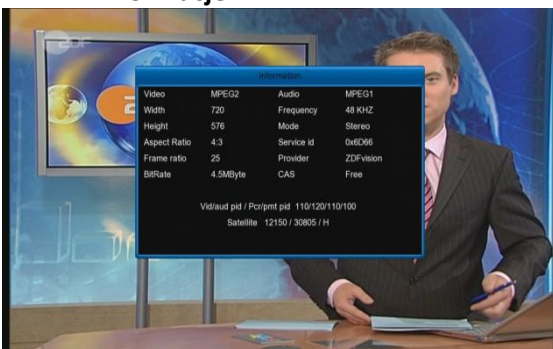 ZDF
Information
Video MPEG2 Audio MPEG1
Width 720 Frequency 48 KHZ
Height 576 Mode Stereo
Aspect Ratio 4:3 Service id 0x6D66
Frame ratio 25 Provider ZDFvision
BitRate 4.5MByte CAS Free
Vid/aud pid / Pcr/pmt pid 110/120/110/100
Satellite 12150 / 30805 / H